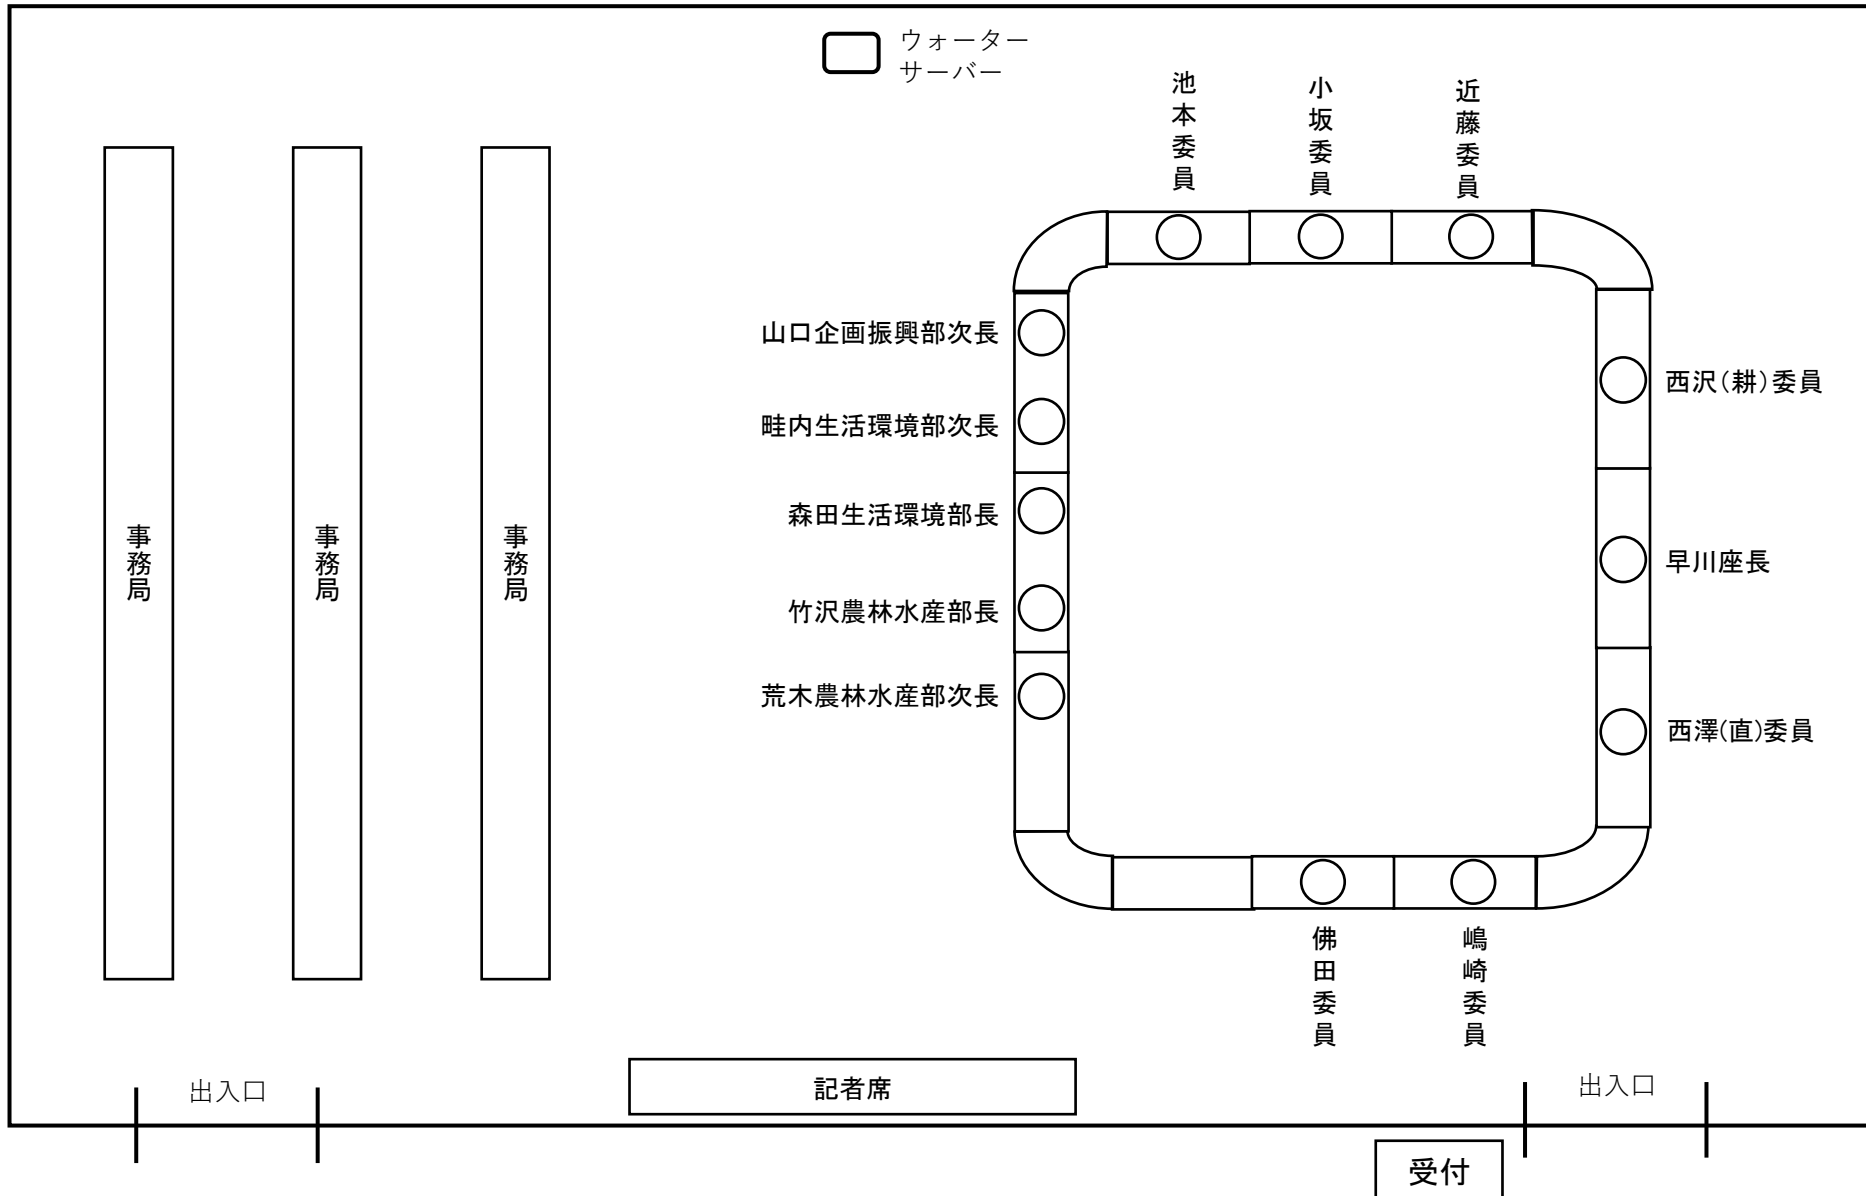 ウォーター
サーバー
池本委員
小坂委員
近藤委員
山口企画振興部次長
畦内生活環境部次長
森田生活環境部長
竹沢農林水産部長
荒木農林水産部次長
西沢（耕）委員
早川座長
西澤(直)委員
事務局
事務局
事務局
佛田委員
嶋崎委員
出入口
記者席
出入口
受付